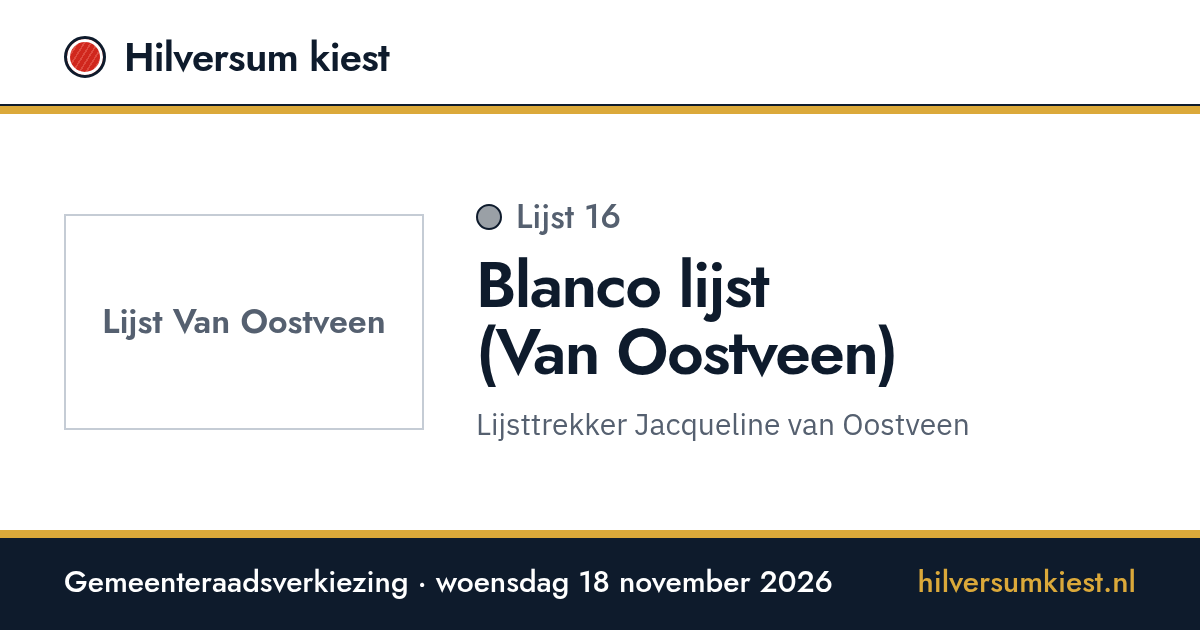 Hilversum kiest
Lijst Van Oostveen
Lijst 16
Blanco lijst
(Van Oostveen)
Lijsttrekker Jacqueline van Oostveen
Gemeenteraadsverkiezing · woensdag 18 november 2026
hilversumkiest.nl